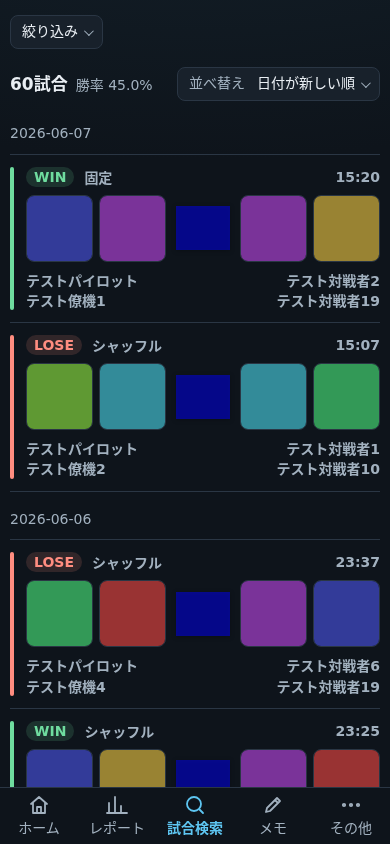 絞り込み
60試合 勝率 45.0% 並べ替え 日付が新しい順
2026-06-07
WIN 固定 15:20
テストパイロット テスト対戦者2
テスト僚機1 テスト対戦者19
LOSE シャッフル 15:07
テストパイロット テスト対戦者1
テスト僚機2 テスト対戦者10
2026-06-06
LOSE シャッフル 23:37
テストパイロット テスト対戦者6
テスト僚機4 テスト対戦者19
WIN シャッフル 23:25
ホーム レポート 試合検索 メモ その他